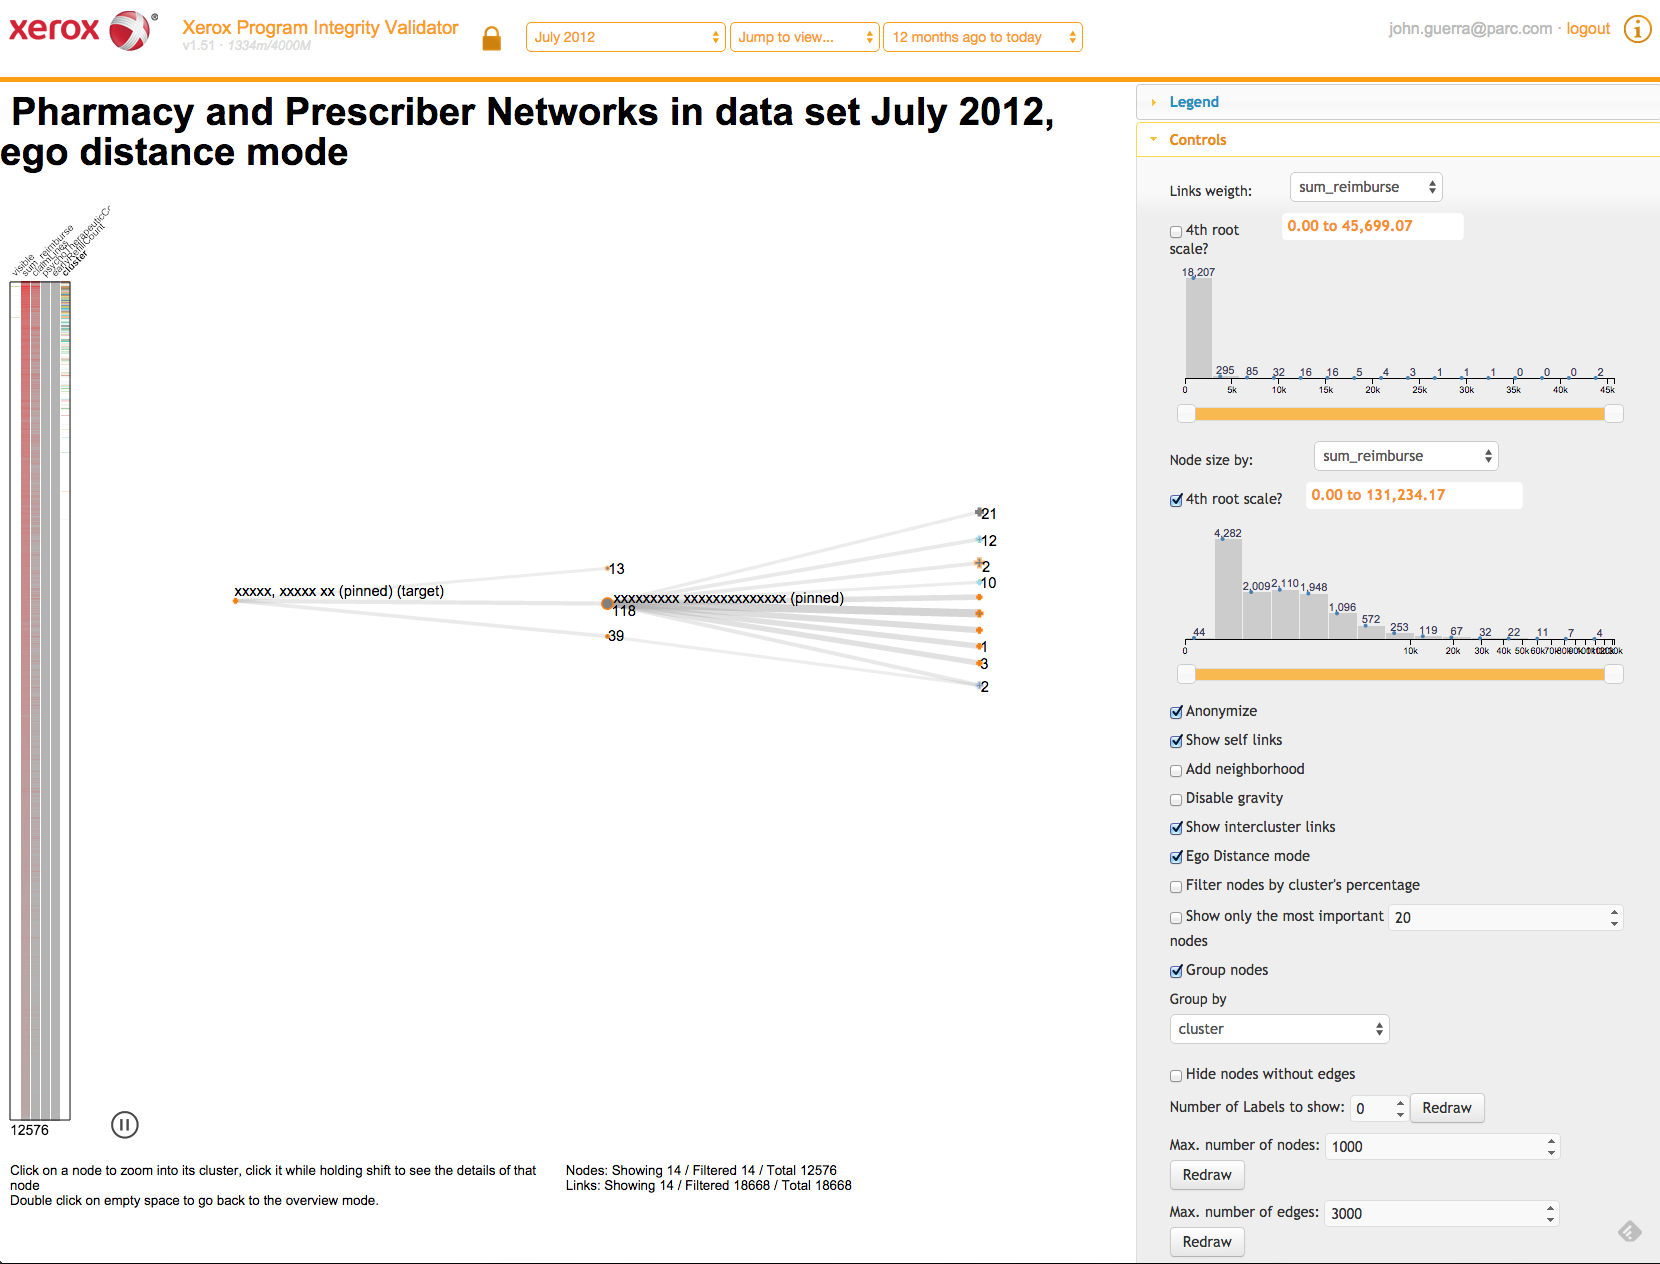 xerox ®
Xerox Program Integrity Validator
v1.51 · 1334m/4000M
July 2012
Jump to view...
12 months ago to today
john.guerra@parc.com · logout
Pharmacy and Prescriber Networks in data set July 2012,
ego distance mode
visible
sum_reimburse
claimLines
earlyRefillCount
cluster
12576
xxxxx, xxxxx xx (pinned) (target)
13
xxxxxxxxx xxxxxxxxxxxxxx (pinned)
118
39
21
12
2
10
1
3
2
Click on a node to zoom into its cluster, click it while holding shift to see the details of that
node
Double click on empty space to go back to the overview mode.
Nodes: Showing 14 / Filtered 14 / Total 12576
Links: Showing 14 / Filtered 18668 / Total 18668
Legend
Controls
Links weigth:
sum_reimburse
4th root
scale?
0.00 to 45,699.07
18,207
295 85 32 16 16 5 4 3 1 1 1 0 0 0 2
0 5k 10k 15k 20k 25k 30k 35k 40k 45k
Node size by:
sum_reimburse
4th root scale?
0.00 to 131,234.17
44 4,282 2,009 2,110 1,948 1,096 572 253 119 67 32 22 11 7 4
0 10k 20k 30k 40k 50k 60k 70k
Anonymize
Show self links
Add neighborhood
Disable gravity
Show intercluster links
Ego Distance mode
Filter nodes by cluster's percentage
Show only the most important 20
nodes
Group nodes
Group by
cluster
Hide nodes without edges
Number of Labels to show: 0 Redraw
Max. number of nodes: 1000
Redraw
Max. number of edges: 3000
Redraw